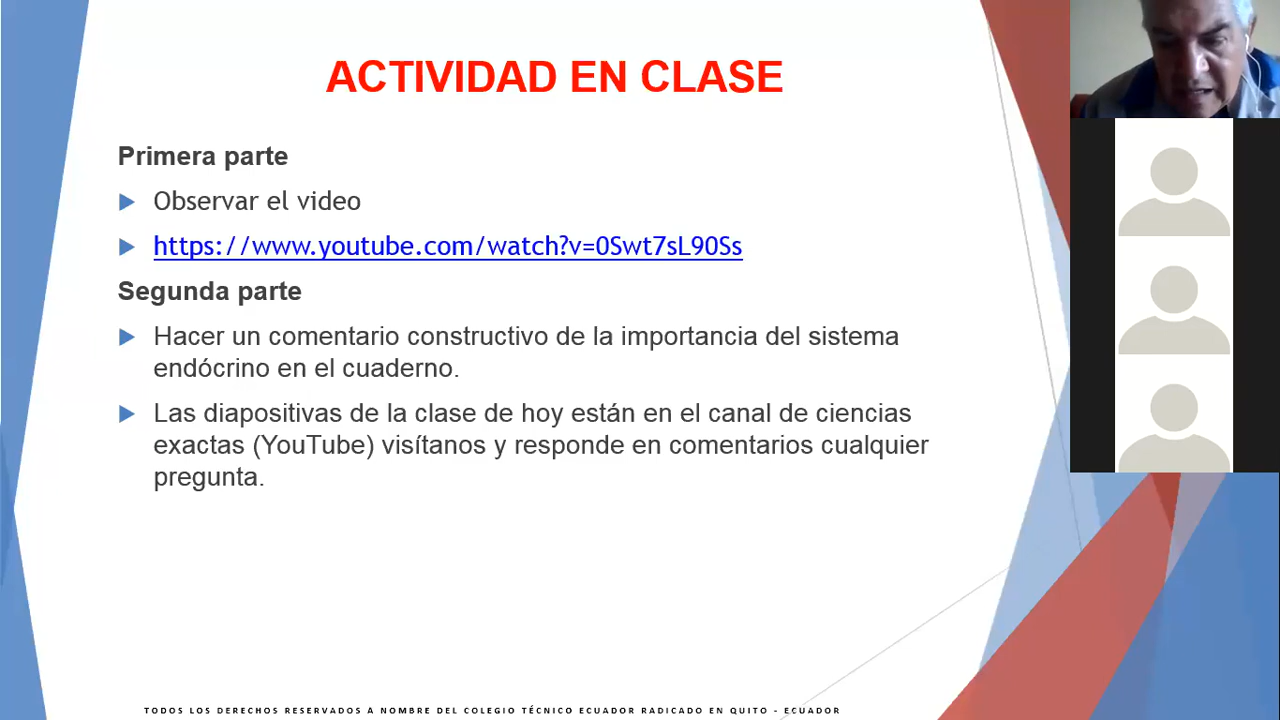 ACTIVIDAD EN CLASE
Primera parte
Observar el video
https://www.youtube.com/watch?v=0Swt7sL90Ss
Segunda parte
Hacer un comentario constructivo de la importancia del sistema
endócrino en el cuaderno.
Las diapositivas de la clase de hoy están en el canal de ciencias
exactas (YouTube) visítanos y responde en comentarios cualquier
pregunta.
TODOS LOS DERECHOS RESERVADOS A NOMBRE DEL COLEGIO TÉCNICO ECUADOR RADICADO EN QUITO - ECUADOR